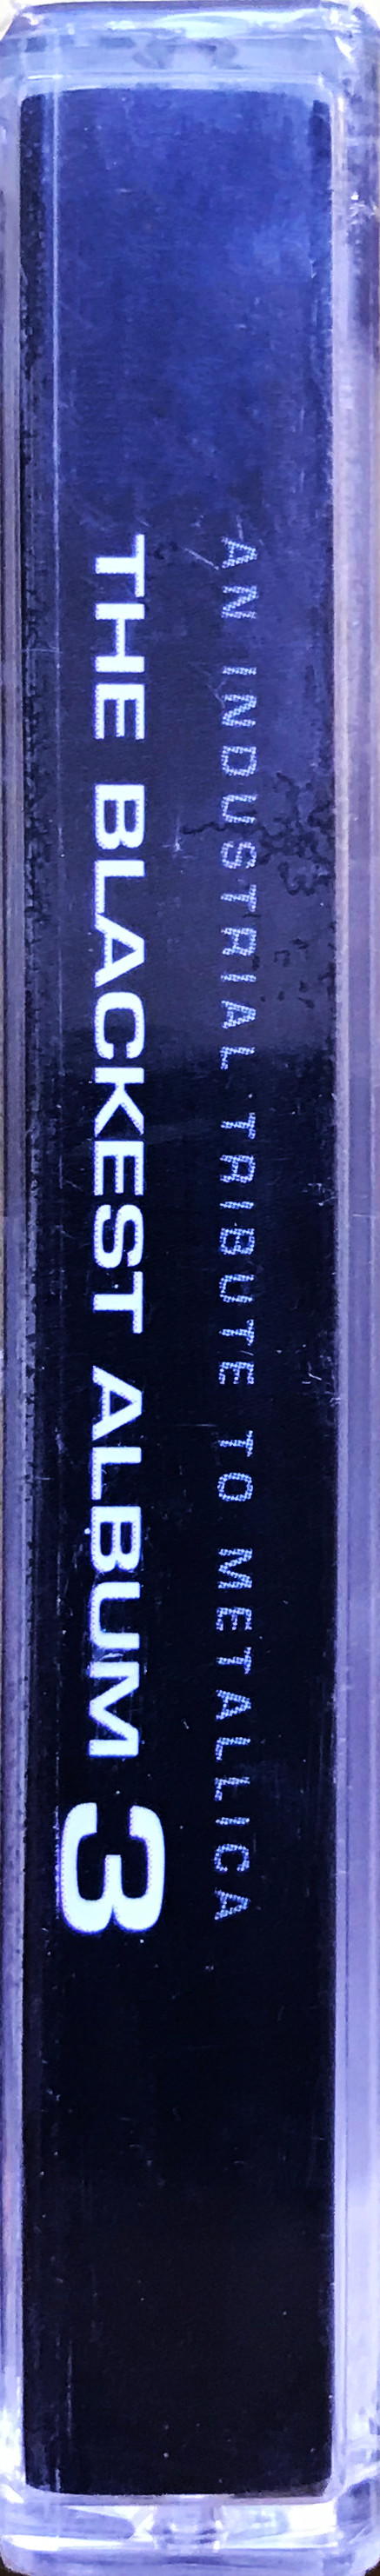 AN INDUSTRIAL TRIBUTE TO METALLICA
THE BLACKEST ALBUM 3